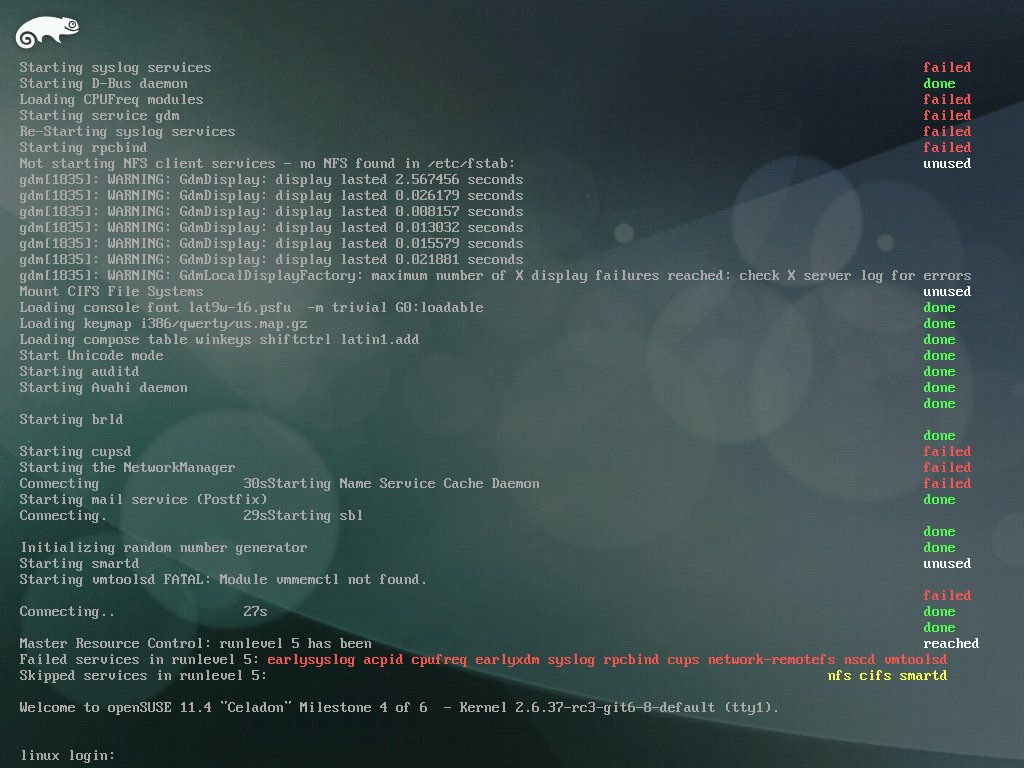 Starting syslog services failed
Starting D-Bus daemon done
Loading CPUFreq modules failed
Starting service gdm failed
Re-Starting syslog services failed
Starting rpcbind failed
Not starting NFS client services - no NFS found in /etc/fstab: unused
gdm[1835]: WARNING: GdmDisplay: display lasted 2.567456 seconds
gdm[1835]: WARNING: GdmDisplay: display lasted 0.026179 seconds
gdm[1835]: WARNING: GdmDisplay: display lasted 0.008157 seconds
gdm[1835]: WARNING: GdmDisplay: display lasted 0.013032 seconds
gdm[1835]: WARNING: GdmDisplay: display lasted 0.015579 seconds
gdm[1835]: WARNING: GdmDisplay: display lasted 0.021881 seconds
gdm[1835]: WARNING: GdmLocalDisplayFactory: maximum number of X display failures reached: check X server log for errors
Mount CIFS File Systems unused
Loading console font lat9w-16.psfu  -m trivial G0:loadable done
Loading keymap i386/qwerty/us.map.gz done
Loading compose table winkeys shiftctrl latin1.add done
Start Unicode mode done
Starting auditd done
Starting Avahi daemon done
done
Starting brld
done
Starting cupsd failed
Starting the NetworkManager failed
Connecting 30sStarting Name Service Cache Daemon failed
Starting mail service (Postfix) done
Connecting. 29sStarting sbl
done
Initializing random number generator done
Starting smartd unused
Starting vmtoolsd FATAL: Module vmmemctl not found.
failed
Connecting.. 27s done
done
Master Resource Control: runlevel 5 has been reached
Failed services in runlevel 5: earlysyslog acpid cpufreq earlyxdm syslog rpcbind cups network-remotefs nscd vmtoolsd
Skipped services in runlevel 5: nfs cifs smartd
Welcome to openSUSE 11.4 "Celadon" Milestone 4 of 6  - Kernel 2.6.37-rc3-git6-8-default (tty1).
linux login: